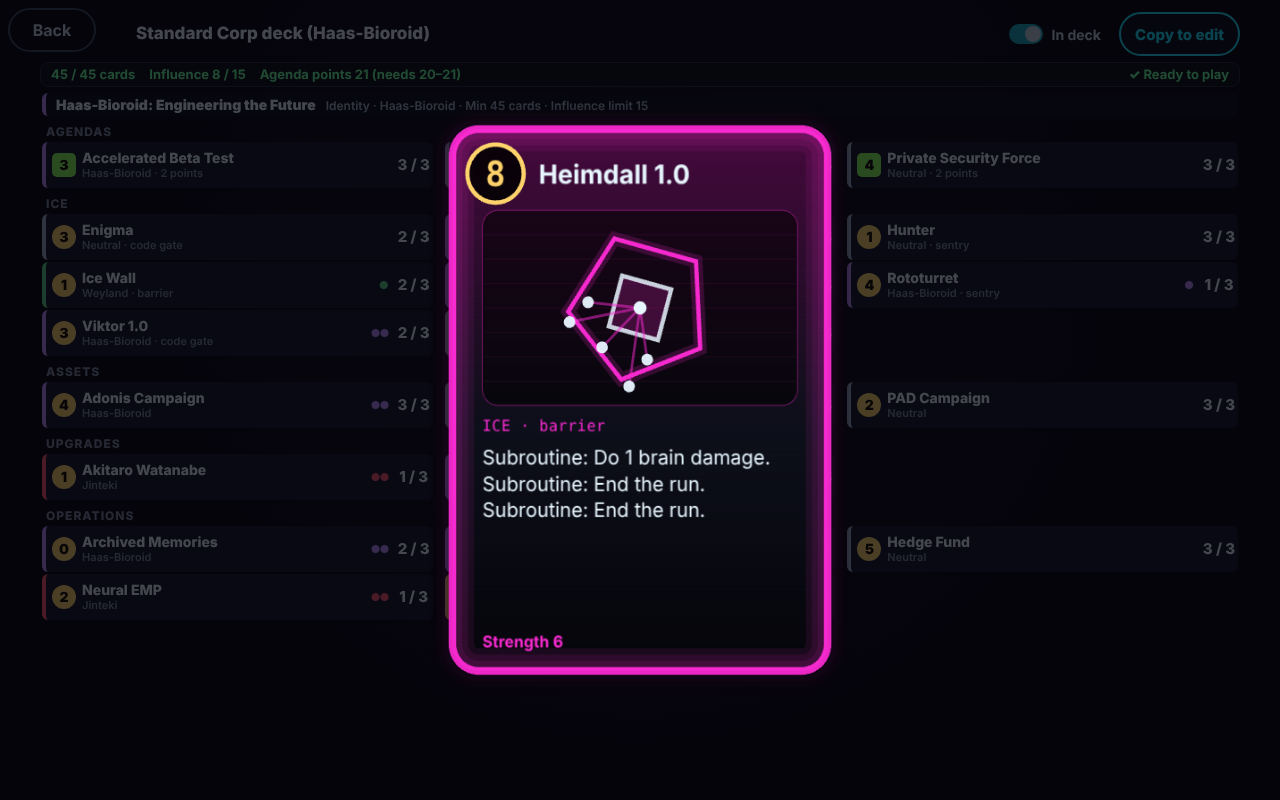 Back
Standard Corp deck (Haas-Bioroid)
In deck
Copy to edit
45 / 45 cards Influence 8 / 15 Agenda points 21 (needs 20–21)
✓ Ready to play
Haas-Bioroid: Engineering the Future Identity · Haas-Bioroid · Min 45 cards · Influence limit 15
AGENDAS
3 Accelerated Beta Test 3 / 3
Haas-Bioroid · 2 points
4 Private Security Force 3 / 3
Neutral · 2 points
ICE
3 Enigma 2 / 3
Neutral · code gate
1 Hunter 3 / 3
Neutral · sentry
1 Ice Wall 2 / 3
Weyland · barrier
4 Rototurret 1 / 3
Haas-Bioroid · sentry
3 Viktor 1.0 2 / 3
Haas-Bioroid · code gate
ASSETS
4 Adonis Campaign 3 / 3
Haas-Bioroid
2 PAD Campaign 3 / 3
Neutral
UPGRADES
1 Akitaro Watanabe 1 / 3
Jinteki
OPERATIONS
0 Archived Memories 2 / 3
Haas-Bioroid
5 Hedge Fund 3 / 3
Neutral
2 Neural EMP 1 / 3
Jinteki
8 Heimdall 1.0
ICE · barrier
Subroutine: Do 1 brain damage.
Subroutine: End the run.
Subroutine: End the run.
Strength 6